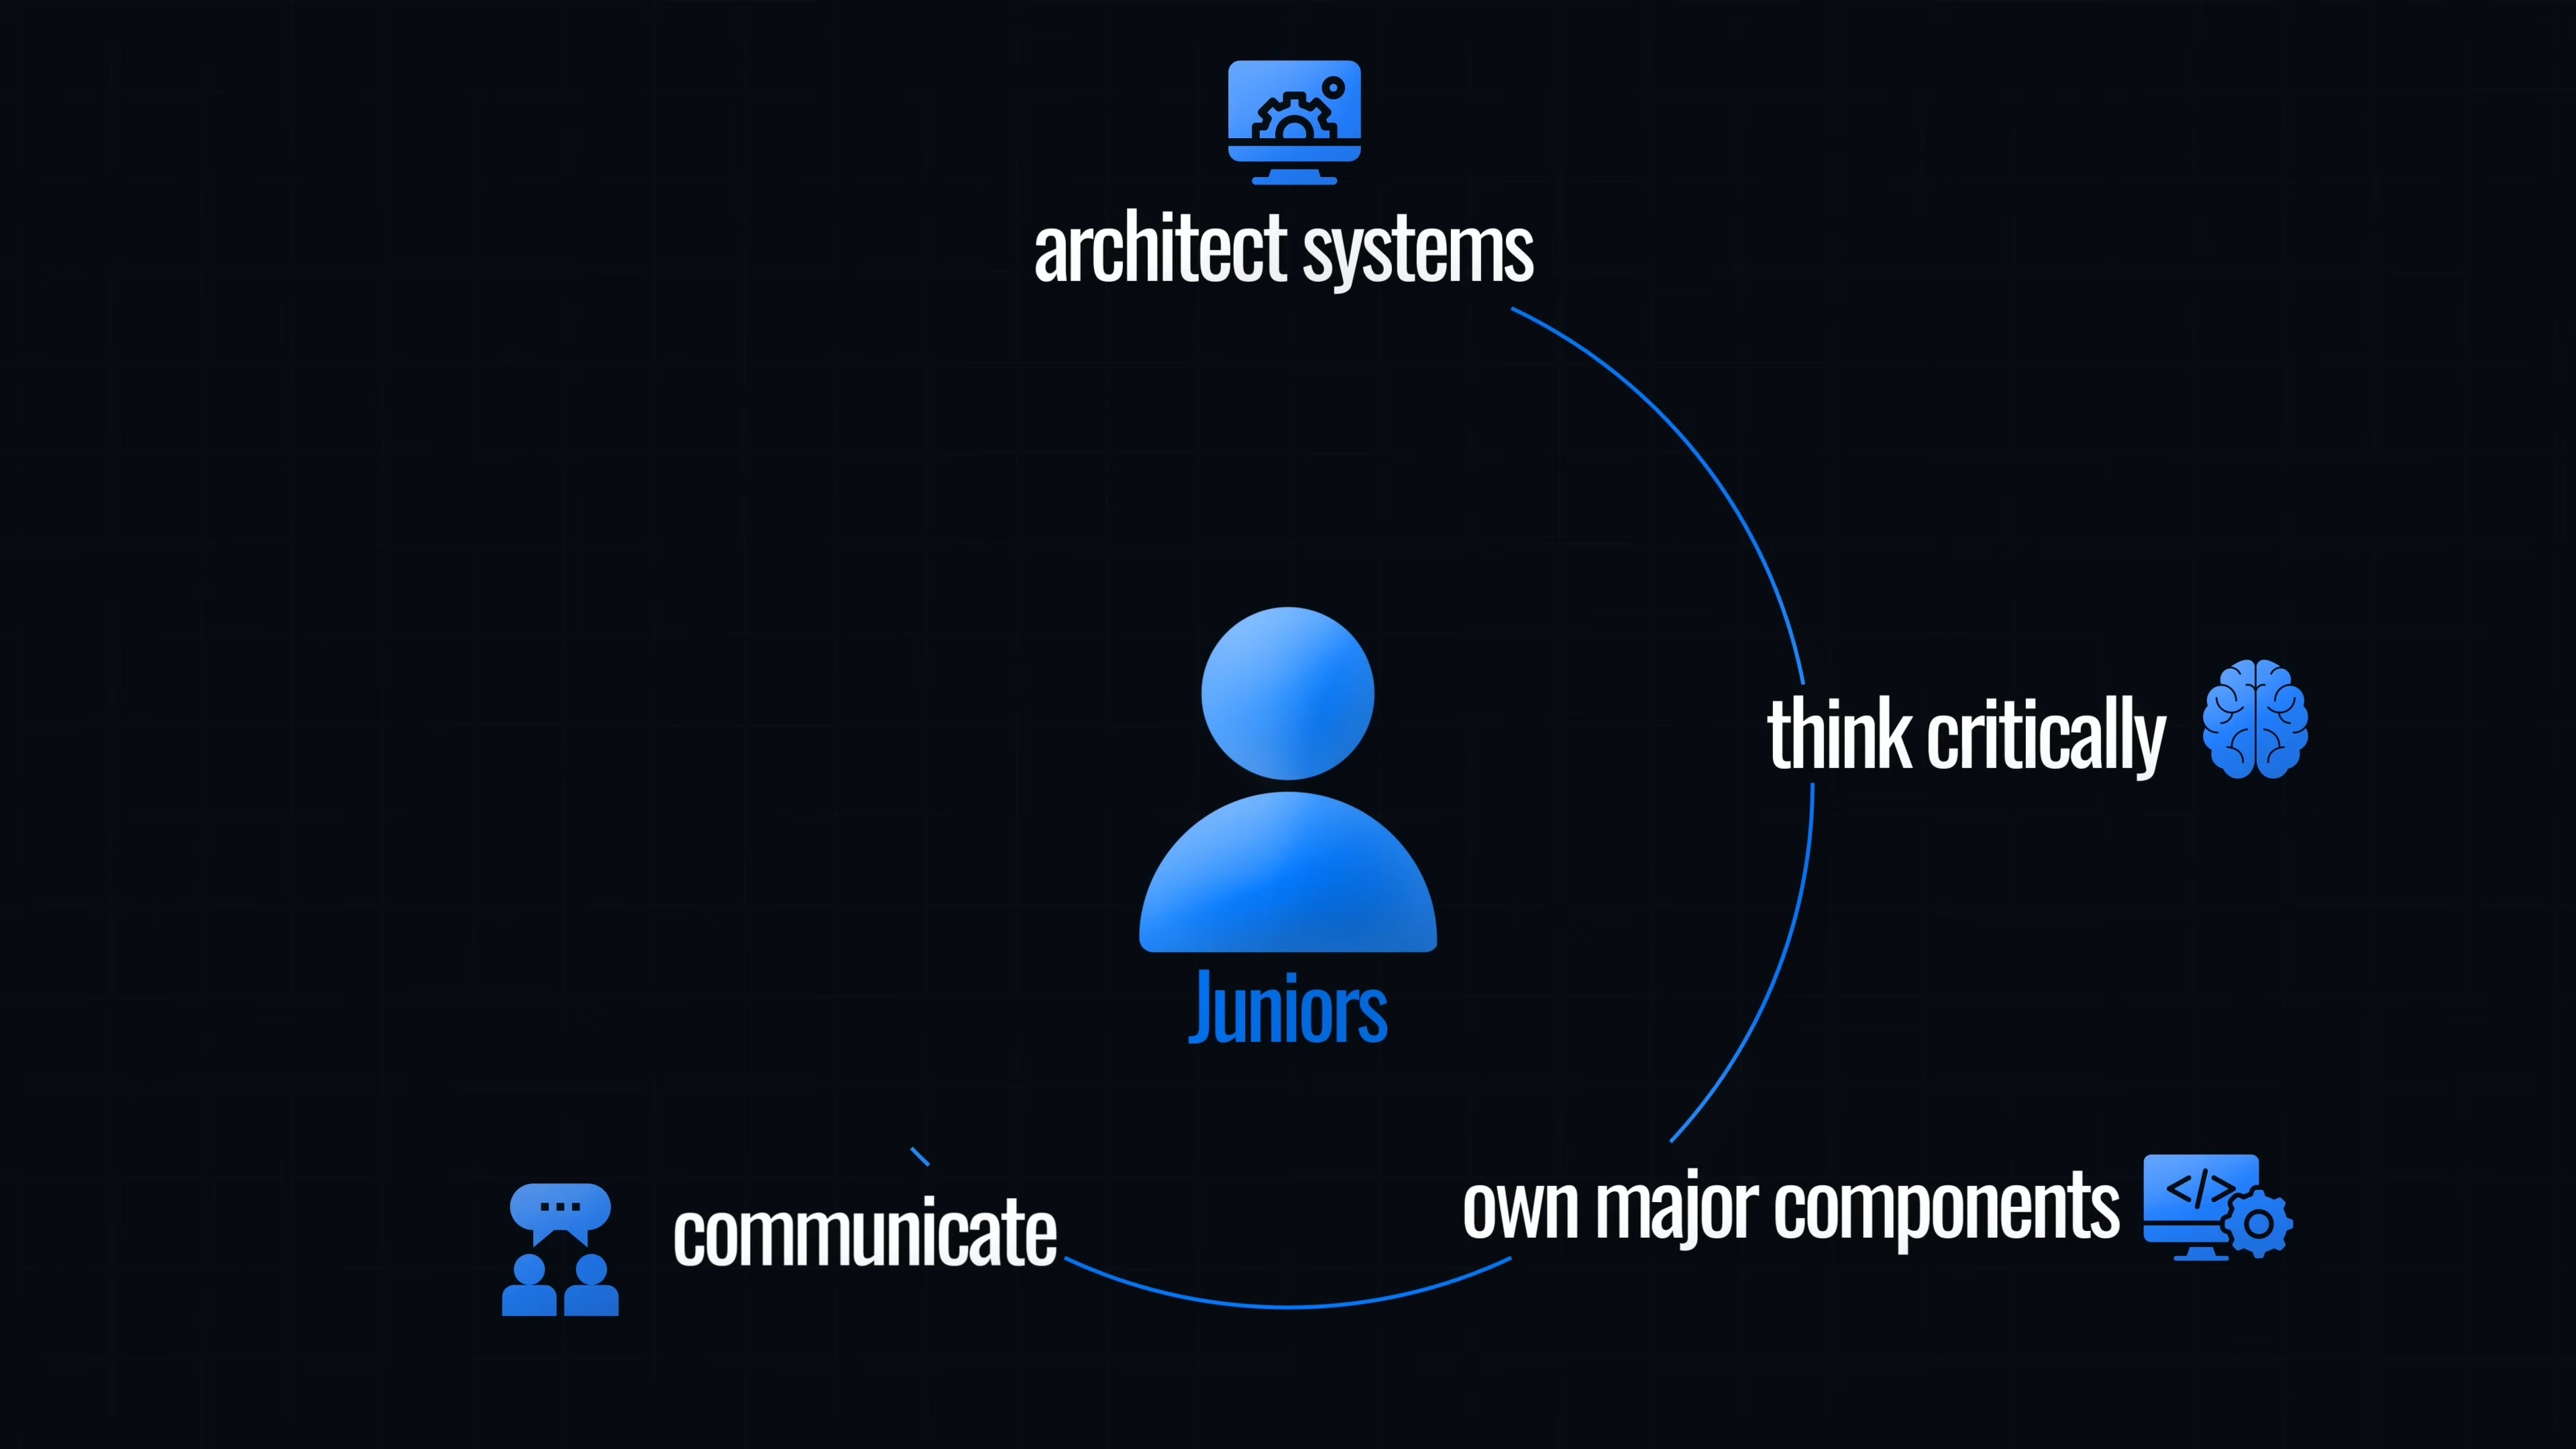 architect systems
think critically
Juniors
own major components
communicate